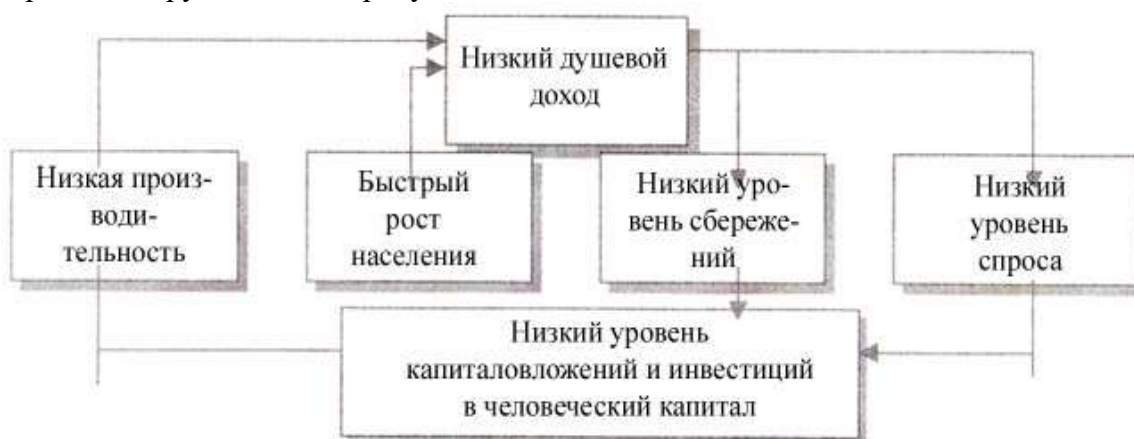 Низкий душевой
доход
Низкая произ-
води-
тельность
Быстрый
рост
населения
Низкий уро-
вень сбереже-
ний
Низкий
уровень
спроса
Низкий уровень
капиталовложений и инвестиций
в человеческий капитал